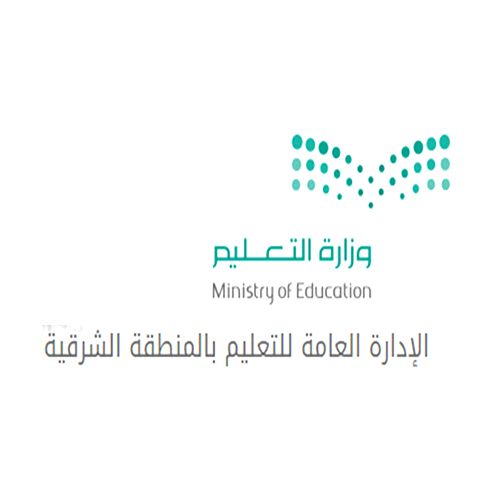 وزارة التعليم
Ministry of Education
الإدارة العامة للتعليم بالمنطقة الشرقية